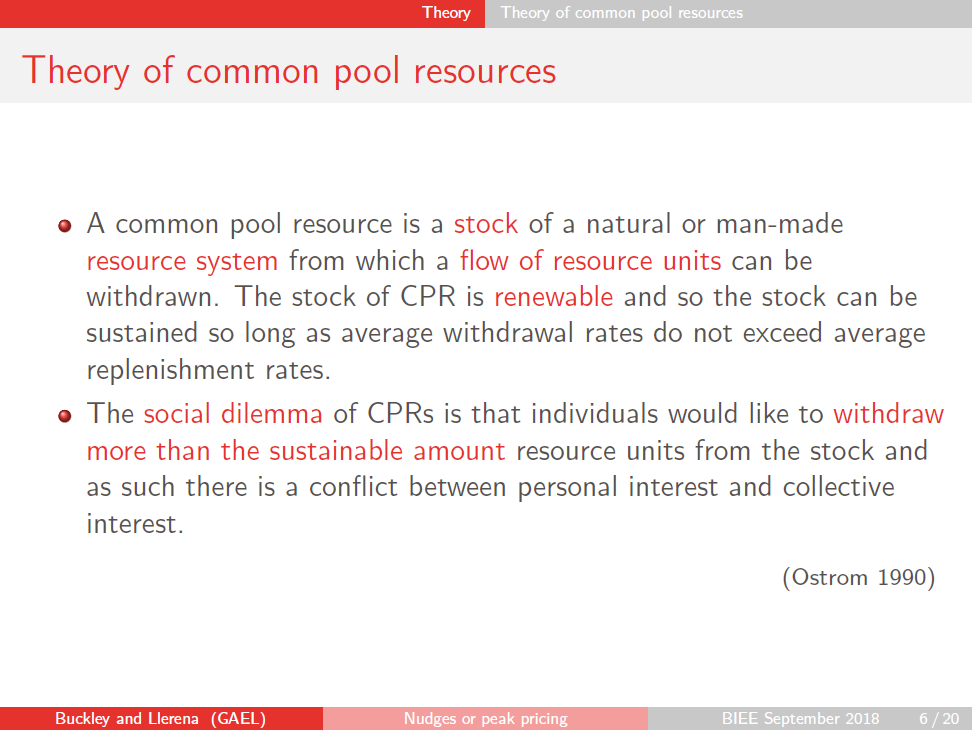 Theory Theory of common pool resources
Theory of common pool resources
A common pool resource is a stock of a natural or man-made
resource system from which a flow of resource units can be
withdrawn. The stock of CPR is renewable and so the stock can be
sustained so long as average withdrawal rates do not exceed average
replenishment rates.
The social dilemma of CPRs is that individuals would like to withdraw
more than the sustainable amount resource units from the stock and
as such there is a conflict between personal interest and collective
interest.
(Ostrom 1990)
Buckley and Llerena (GAEL) Nudges or peak pricing BIEE September 2018 6 / 20